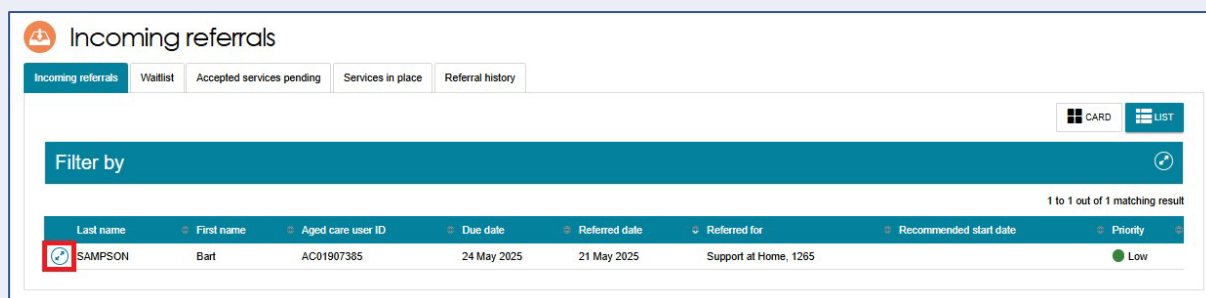 Incoming referrals
Incoming referrals Waitlist Accepted services pending Services in place Referral history
CARD LIST
Filter by
1 to 1 out of 1 matching result
Last name First name Aged care user ID Due date Referred date Referred for Recommended start date Priority
SAMPSON Bart AC01907385 24 May 2025 21 May 2025 Support at Home, 1265 Low